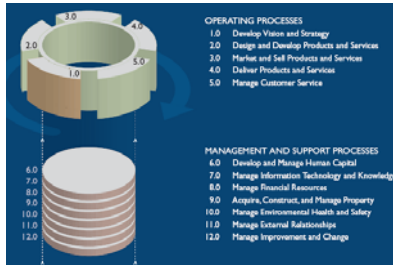 3.0
2.0
4.0
1.0
5.0
OPERATING PROCESSES
1.0 Develop Vision and Strategy
2.0 Design and Develop Products and Services
3.0 Market and Sell Products and Services
4.0 Deliver Products and Services
5.0 Manage Customer Service
6.0
7.0
8.0
9.0
10.0
11.0
12.0
MANAGEMENT AND SUPPORT PROCESSES
6.0 Develop and Manage Human Capital
7.0 Manage Information Technology and Knowledg
8.0 Manage Financial Resources
9.0 Acquire, Construct, and Manage Property
10.0 Manage Environmental Health and Safety
11.0 Manage External Relationships
12.0 Manage Improvement and Change